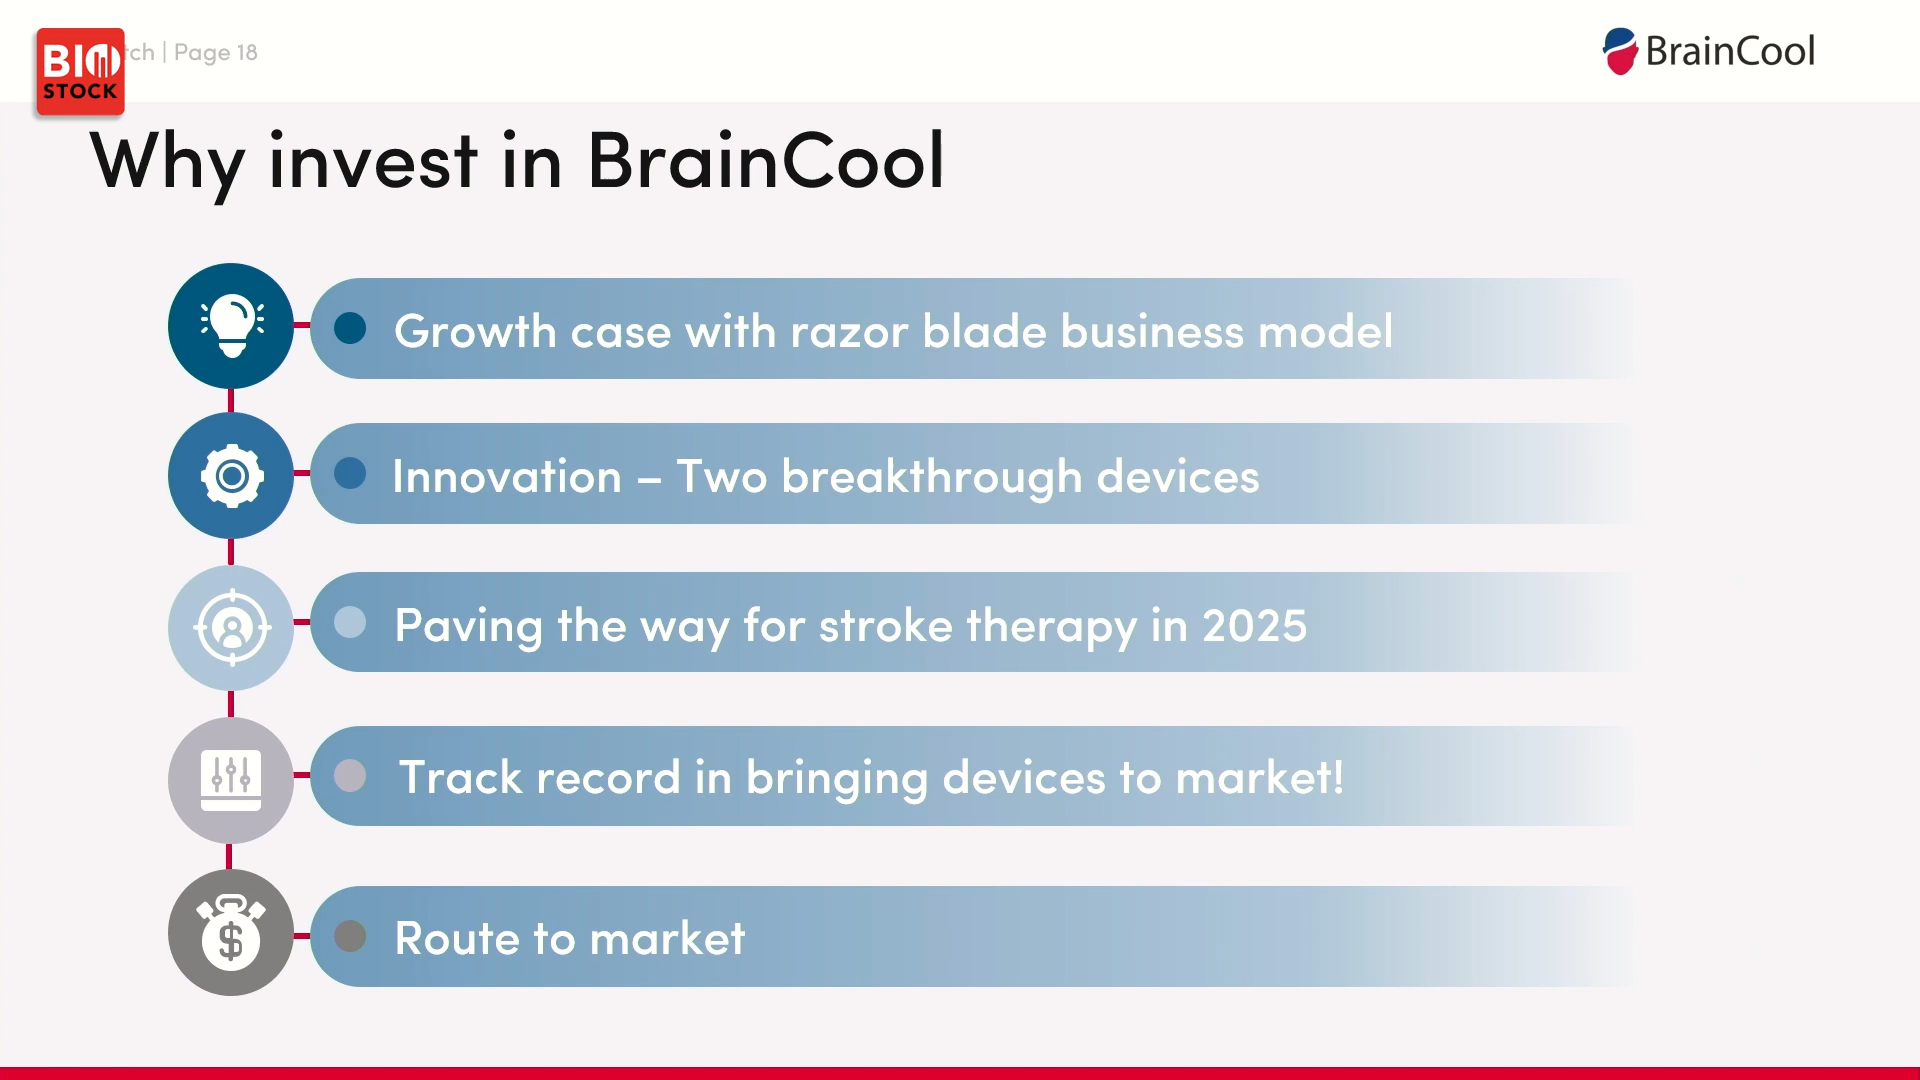 BIO
STOCK
| Page 18
BrainCool
Why invest in BrainCool
Growth case with razor blade business model
Innovation – Two breakthrough devices
Paving the way for stroke therapy in 2025
Track record in bringing devices to market!
$
Route to market